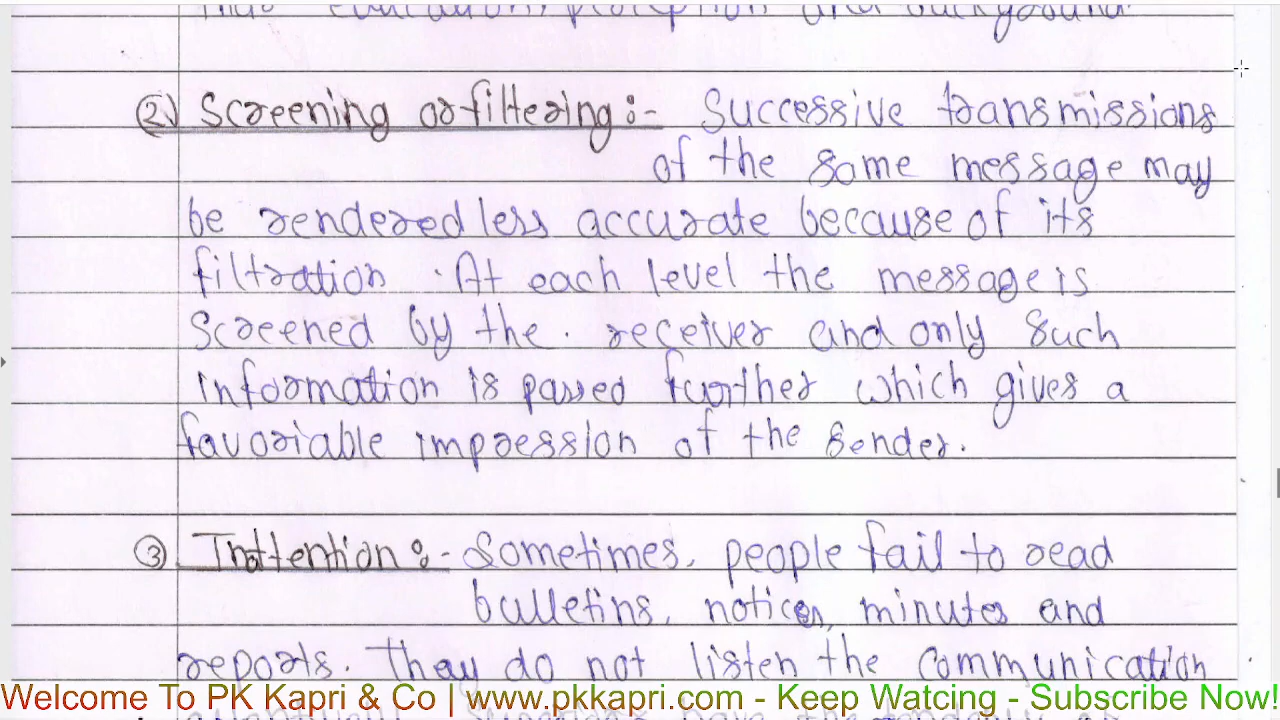 and background.
② Screening or filtering :- Successive transmissions
of the same message may
be rendered less accurate because of its
filtration. At each level the message is
screened by the receiver and only such
information is passed further which gives a
favoriable impression of the sender.
③ Inattention :- Sometimes, people fail to read
bulletins, notices, minutes and
reports. They do not listen the communication
Welcome To PK Kapri & Co | www.pkkapri.com - Keep Watcing - Subscribe Now!